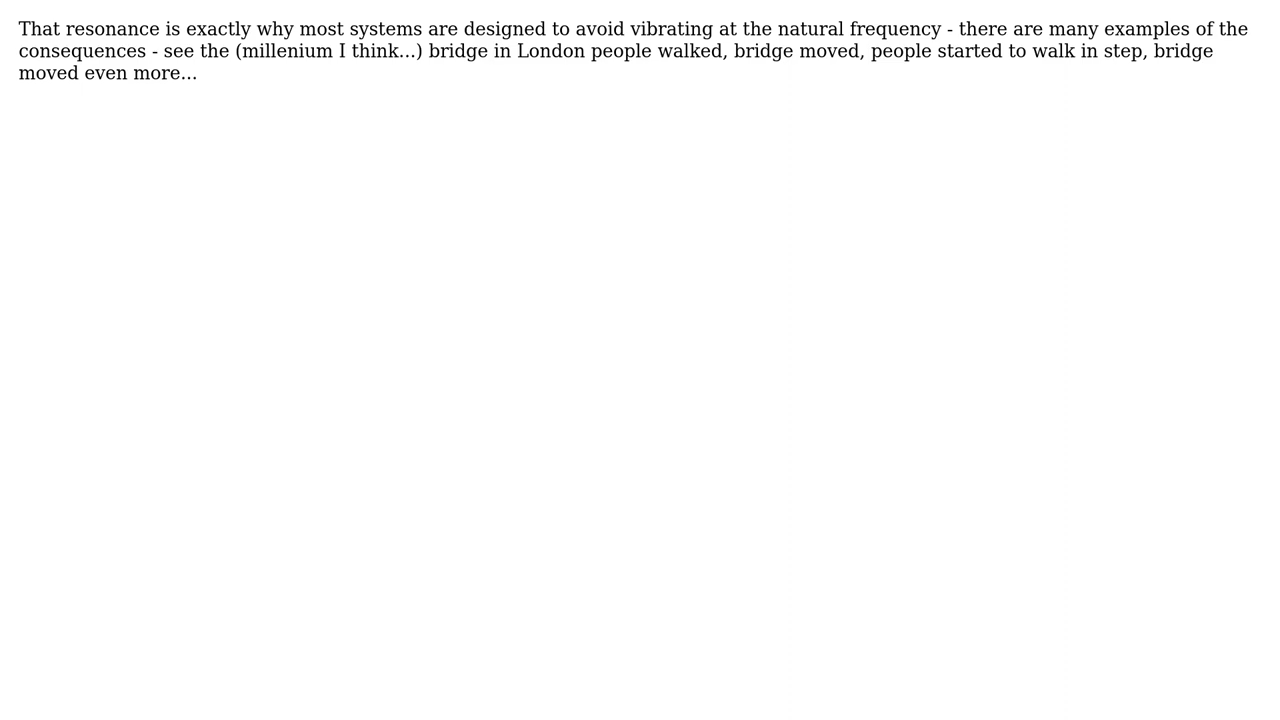 That resonance is exactly why most systems are designed to avoid vibrating at the natural frequency - there are many examples of the
consequences - see the (millenium I think...) bridge in London people walked, bridge moved, people started to walk in step, bridge
moved even more...